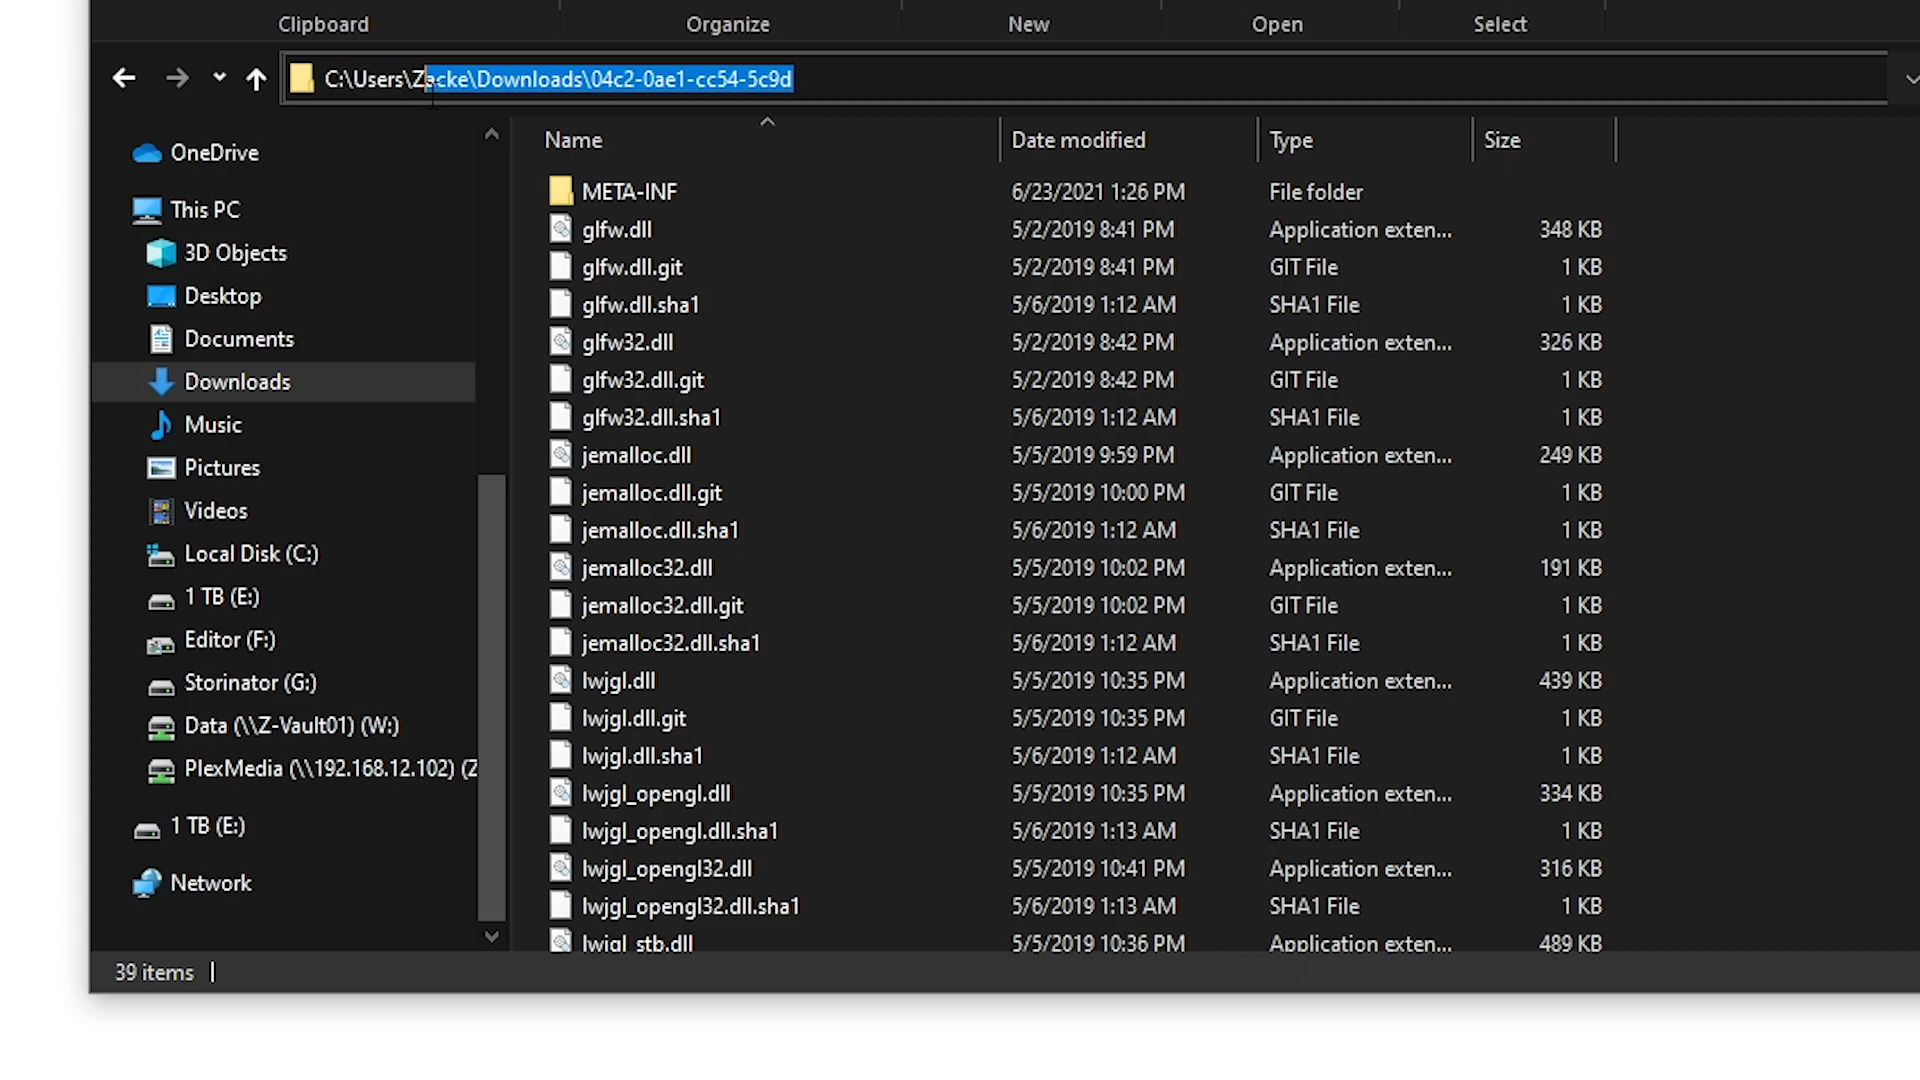 Clipboard Organize New Open Select
C:\Users\Zacke\Downloads\04c2-0ae1-cc54-5c9d
Name Date modified Type Size
OneDrive
This PC
3D Objects
Desktop
Documents
Downloads
Music
Pictures
Videos
Local Disk (C:)
1 TB (E:)
Editor (F:)
Storinator (G:)
Data (\\Z-Vault01) (W:)
PlexMedia (\\192.168.12.102) (Z
1 TB (E:)
Network
META-INF 6/23/2021 1:26 PM File folder
glfw.dll 5/2/2019 8:41 PM Application exten... 348 KB
glfw.dll.git 5/2/2019 8:41 PM GIT File 1 KB
glfw.dll.sha1 5/6/2019 1:12 AM SHA1 File 1 KB
glfw32.dll 5/2/2019 8:42 PM Application exten... 326 KB
glfw32.dll.git 5/2/2019 8:42 PM GIT File 1 KB
glfw32.dll.sha1 5/6/2019 1:12 AM SHA1 File 1 KB
jemalloc.dll 5/5/2019 9:59 PM Application exten... 249 KB
jemalloc.dll.git 5/5/2019 10:00 PM GIT File 1 KB
jemalloc.dll.sha1 5/6/2019 1:12 AM SHA1 File 1 KB
jemalloc32.dll 5/5/2019 10:02 PM Application exten... 191 KB
jemalloc32.dll.git 5/5/2019 10:02 PM GIT File 1 KB
jemalloc32.dll.sha1 5/6/2019 1:12 AM SHA1 File 1 KB
lwjgl.dll 5/5/2019 10:35 PM Application exten... 439 KB
lwjgl.dll.git 5/5/2019 10:35 PM GIT File 1 KB
lwjgl.dll.sha1 5/6/2019 1:12 AM SHA1 File 1 KB
lwjgl_opengl.dll 5/5/2019 10:35 PM Application exten... 334 KB
lwjgl_opengl.dll.sha1 5/6/2019 1:13 AM SHA1 File 1 KB
lwjgl_opengl32.dll 5/5/2019 10:41 PM Application exten... 316 KB
lwjgl_opengl32.dll.sha1 5/6/2019 1:13 AM SHA1 File 1 KB
lwjgl_stb.dll 5/5/2019 10:36 PM Application exten... 489 KB
39 items